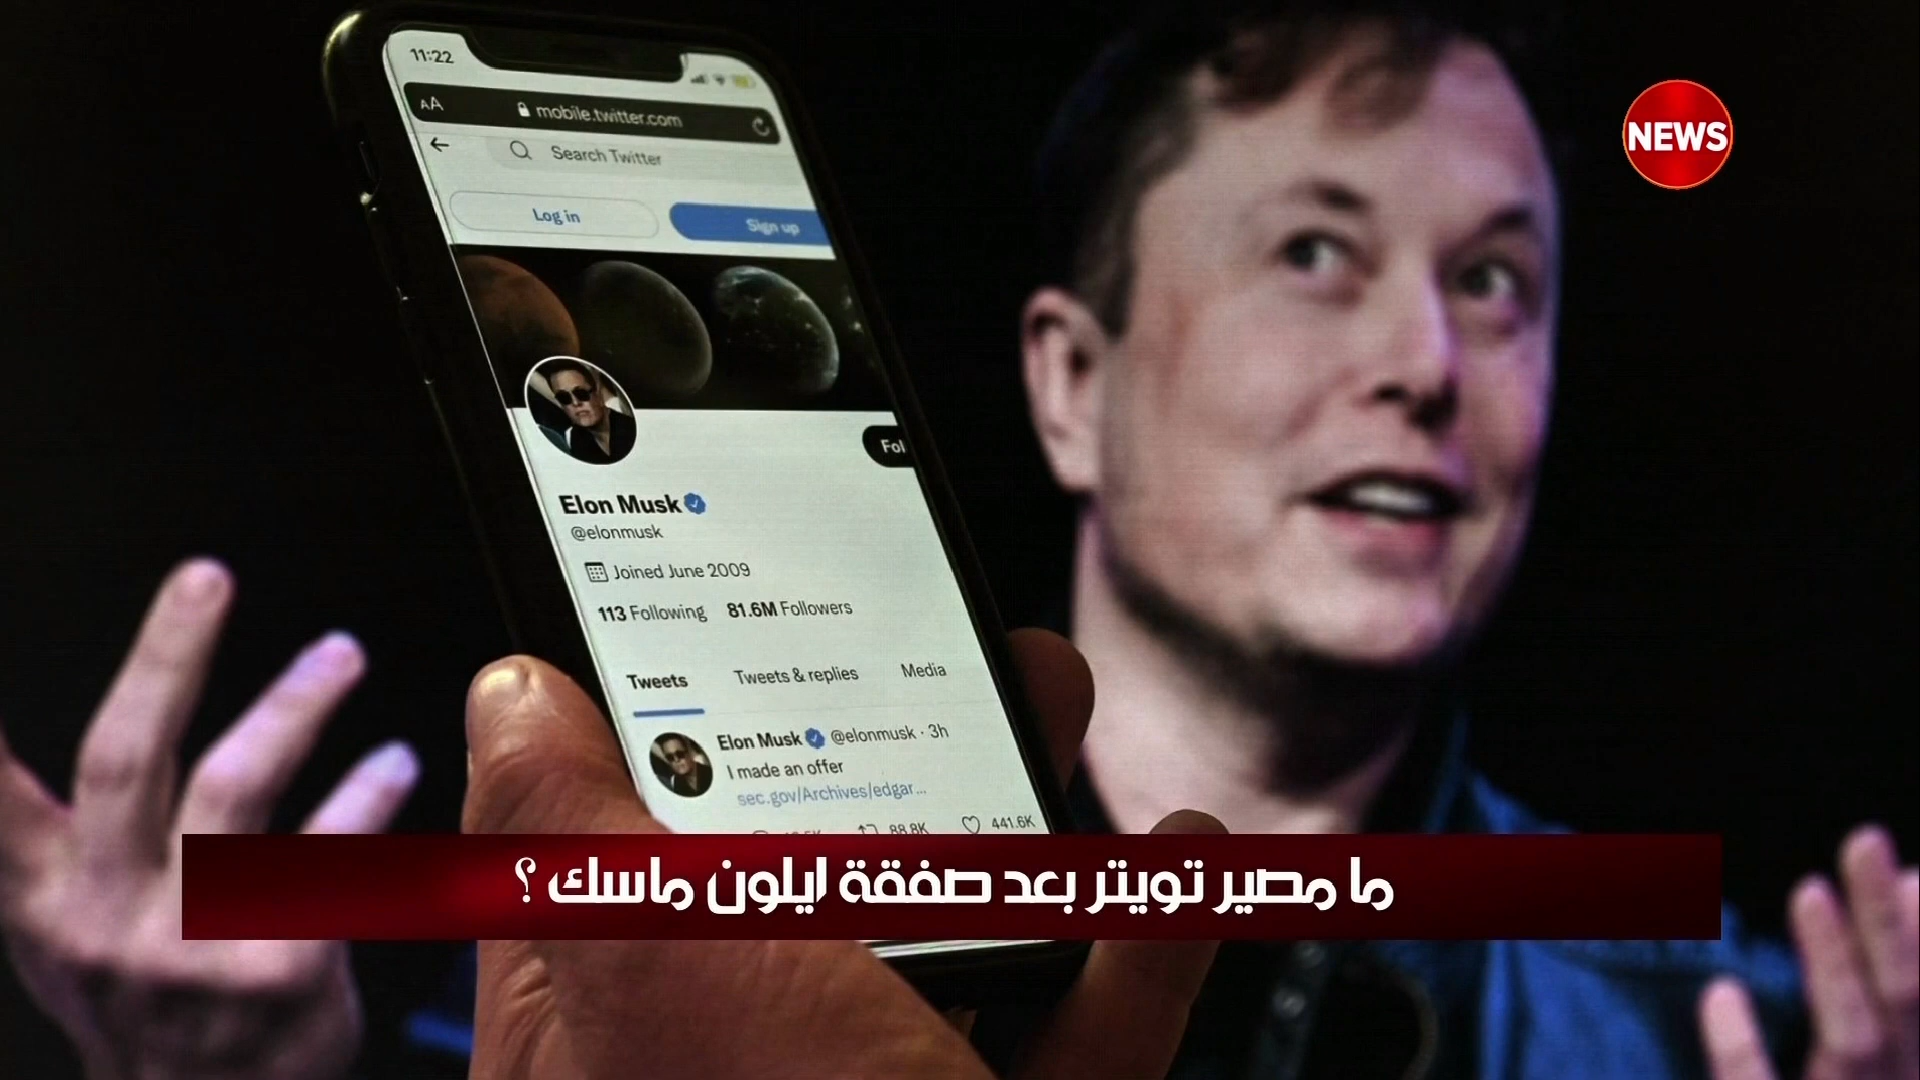 11:22
AA mobile.twitter.com
Search Twitter
Log in Sign up
NEWS
Fol
Elon Musk
@elonmusk
Joined June 2009
113 Following 81.6M Followers
Tweets Tweets & replies Media
Elon Musk @elonmusk · 3h
I made an offer
sec.gov/Archives/edgar...
88.8K 441.6K
ما مصير تويتر بعد صفقة ايلون ماسك ؟